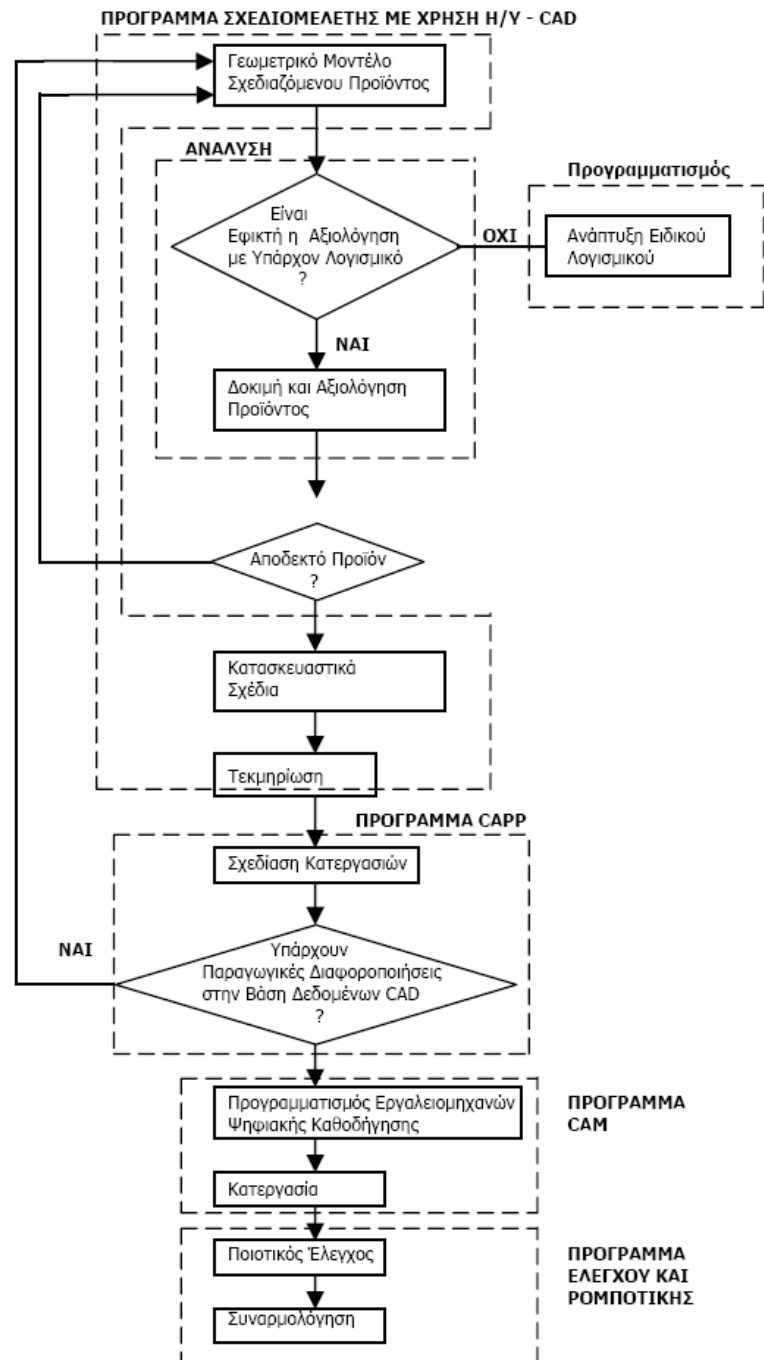 ΠΡΟΓΡΑΜΜΑ ΣΧΕΔΙΟΜΕΛΕΤΗΣ ΜΕ ΧΡΗΣΗ Η/Υ - CAD
Γεωμετρικό Μοντέλο
Σχεδιαζόμενου Προϊόντος
ΑΝΑΛΥΣΗ
Προγραμματισμός
Είναι
Εφικτή η Αξιολόγηση
με Υπάρχον Λογισμικό
?
ΟΧΙ
Ανάπτυξη Ειδικού
Λογισμικού
ΝΑΙ
Δοκιμή και Αξιολόγηση
Προϊόντος
Αποδεκτό Προϊόν
?
Κατασκευαστικά
Σχέδια
Τεκμηρίωση
ΠΡΟΓΡΑΜΜΑ CAPP
Σχεδίαση Κατεργασιών
ΝΑΙ
Υπάρχουν
Παραγωγικές Διαφοροποιήσεις
στην Βάση Δεδομένων CAD
?
Προγραμματισμός Εργαλειομηχανών
Ψηφιακής Καθοδήγησης
ΠΡΟΓΡΑΜΜΑ
CAM
Κατεργασία
Ποιοτικός Έλεγχος
ΠΡΟΓΡΑΜΜΑ
ΕΛΕΓΧΟΥ ΚΑΙ
ΡΟΜΠΟΤΙΚΗΣ
Συναρμολόγηση